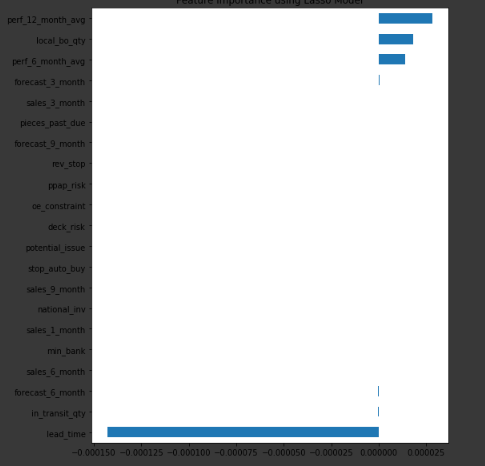 Feature importance using Lasso Model
perf_12_month_avg
local_bo_qty
perf_6_month_avg
forecast_3_month
sales_3_month
pieces_past_due
forecast_9_month
rev_stop
ppap_risk
oe_constraint
deck_risk
potential_issue
stop_auto_buy
sales_9_month
national_inv
sales_1_month
min_bank
sales_6_month
forecast_6_month
in_transit_qty
lead_time
−0.000150 −0.000125 −0.000100 −0.000075 −0.000050 −0.000025 0.000000 0.000025